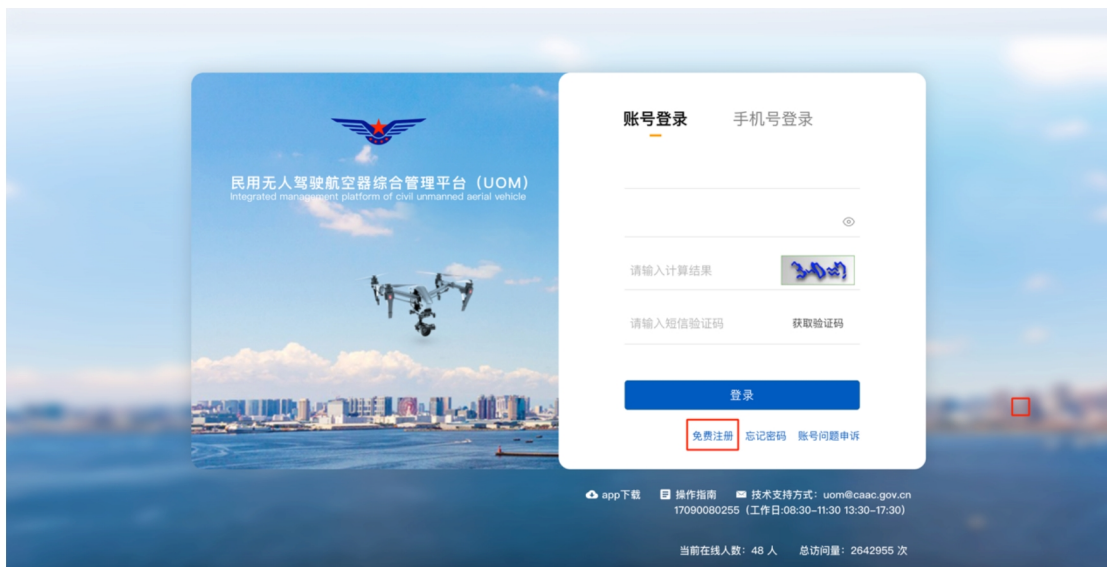 民用无人驾驶航空器综合管理平台（UOM）
Integrated management platform of civil unmanned aerial vehicle
账号登录 手机号登录
请输入计算结果
请输入短信验证码 获取验证码
登录
免费注册 忘记密码 账号问题申诉
app下载 操作指南 技术支持方式：uom@caac.gov.cn
17090080255（工作日:08:30-11:30 13:30-17:30）
当前在线人数：48 人 总访问量：2642955 次